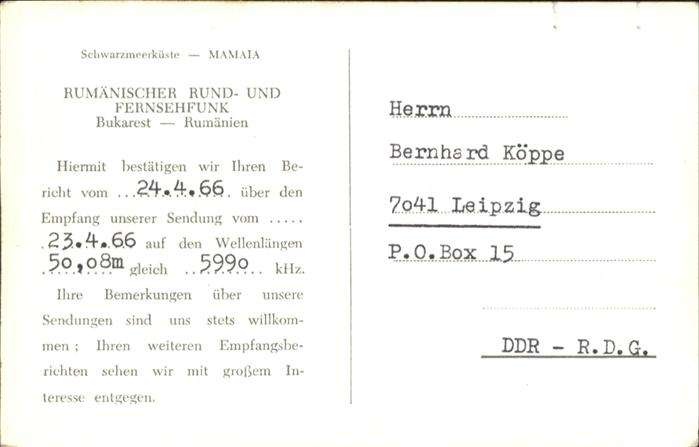 Schwarzmeerküste — MAMAIA
RUMÄNISCHER RUND- UND
FERNSEHFUNK
Bukarest — Rumänien
Hiermit bestätigen wir Ihren Be-
richt vom ...24.4.66. über den
Empfang unserer Sendung vom .....
.23.4.66 auf den Wellenlängen
50,08m gleich ..5990.. kHz.
Ihre Bemerkungen über unsere
Sendungen sind uns stets willkom-
men ; Ihren weiteren Empfangsbe-
richten sehen wir mit großem In-
teresse entgegen.
Herrn
Bernhard Köppe
7o41 Leipzig
P.O.Box 15
DDR - R.D.G.